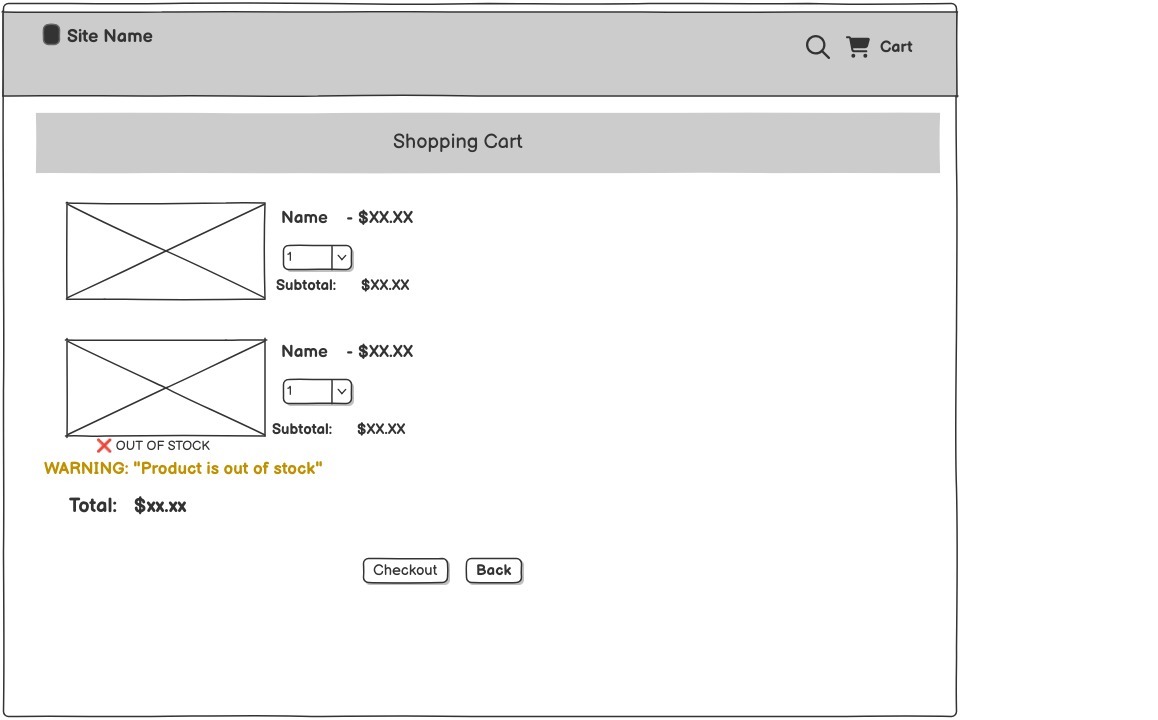 Site Name
Cart
Shopping Cart
Name - $XX.XX
1
Subtotal: $XX.XX
Name - $XX.XX
1
Subtotal: $XX.XX
❌ OUT OF STOCK
WARNING: "Product is out of stock"
Total: $xx.xx
Checkout Back